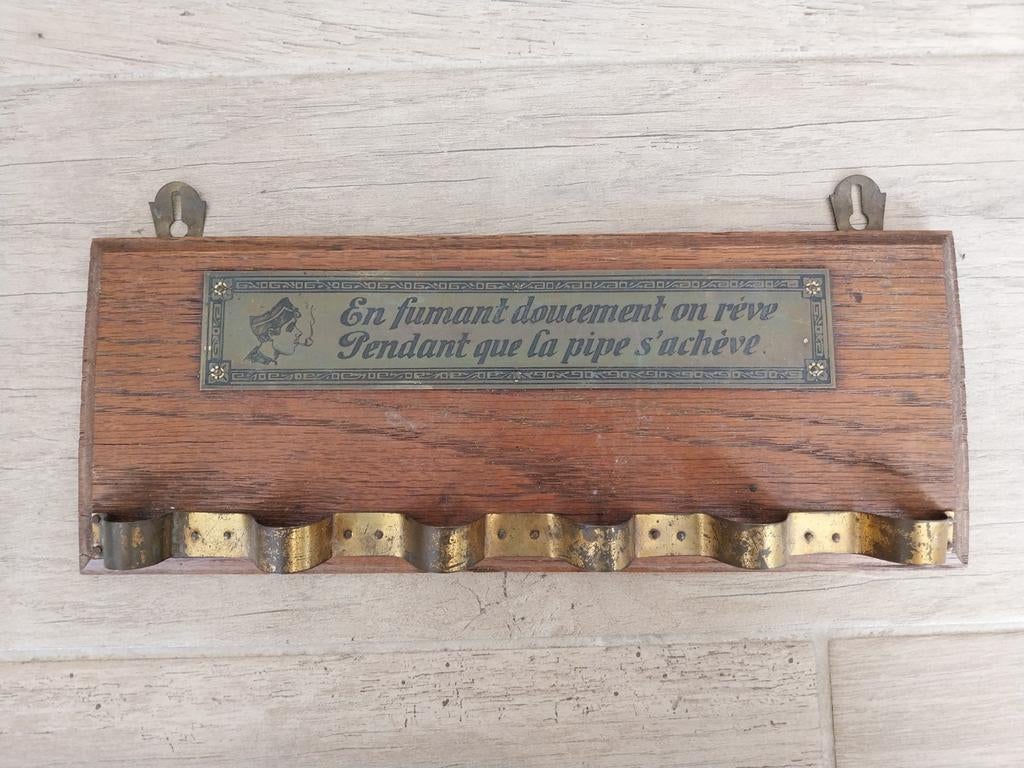 En fumant doucement on rêve
Pendant que la pipe s'achève.